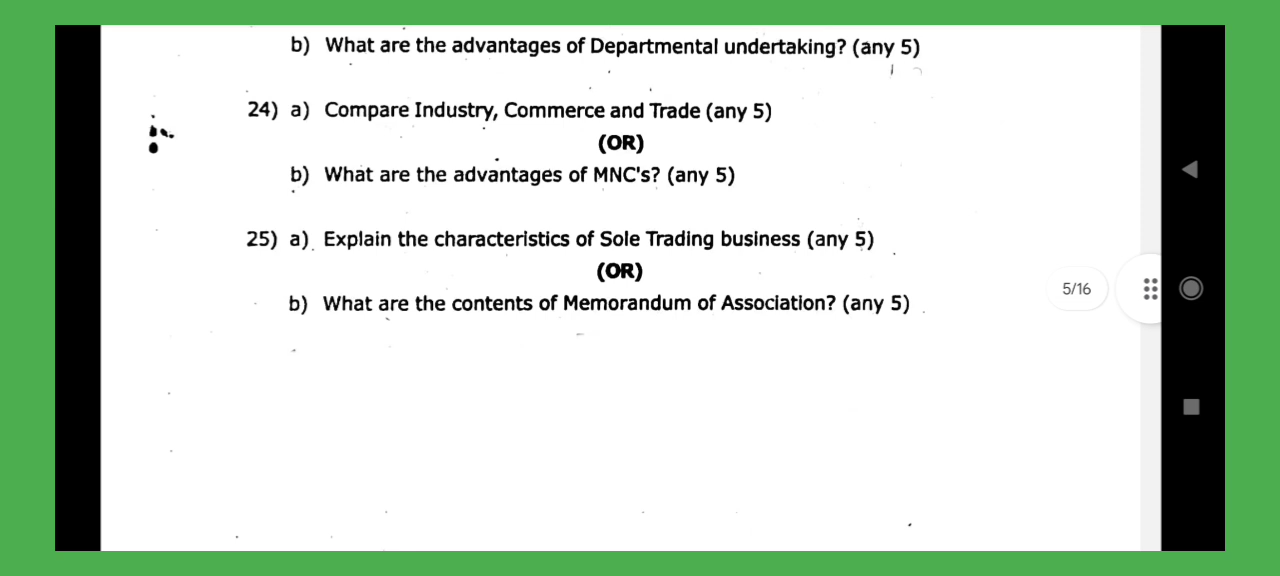 b) What are the advantages of Departmental undertaking? (any 5)
24) a) Compare Industry, Commerce and Trade (any 5)
(OR)
b) What are the advantages of MNC's? (any 5)
25) a) Explain the characteristics of Sole Trading business (any 5)
(OR)
5/16
b) What are the contents of Memorandum of Association? (any 5)